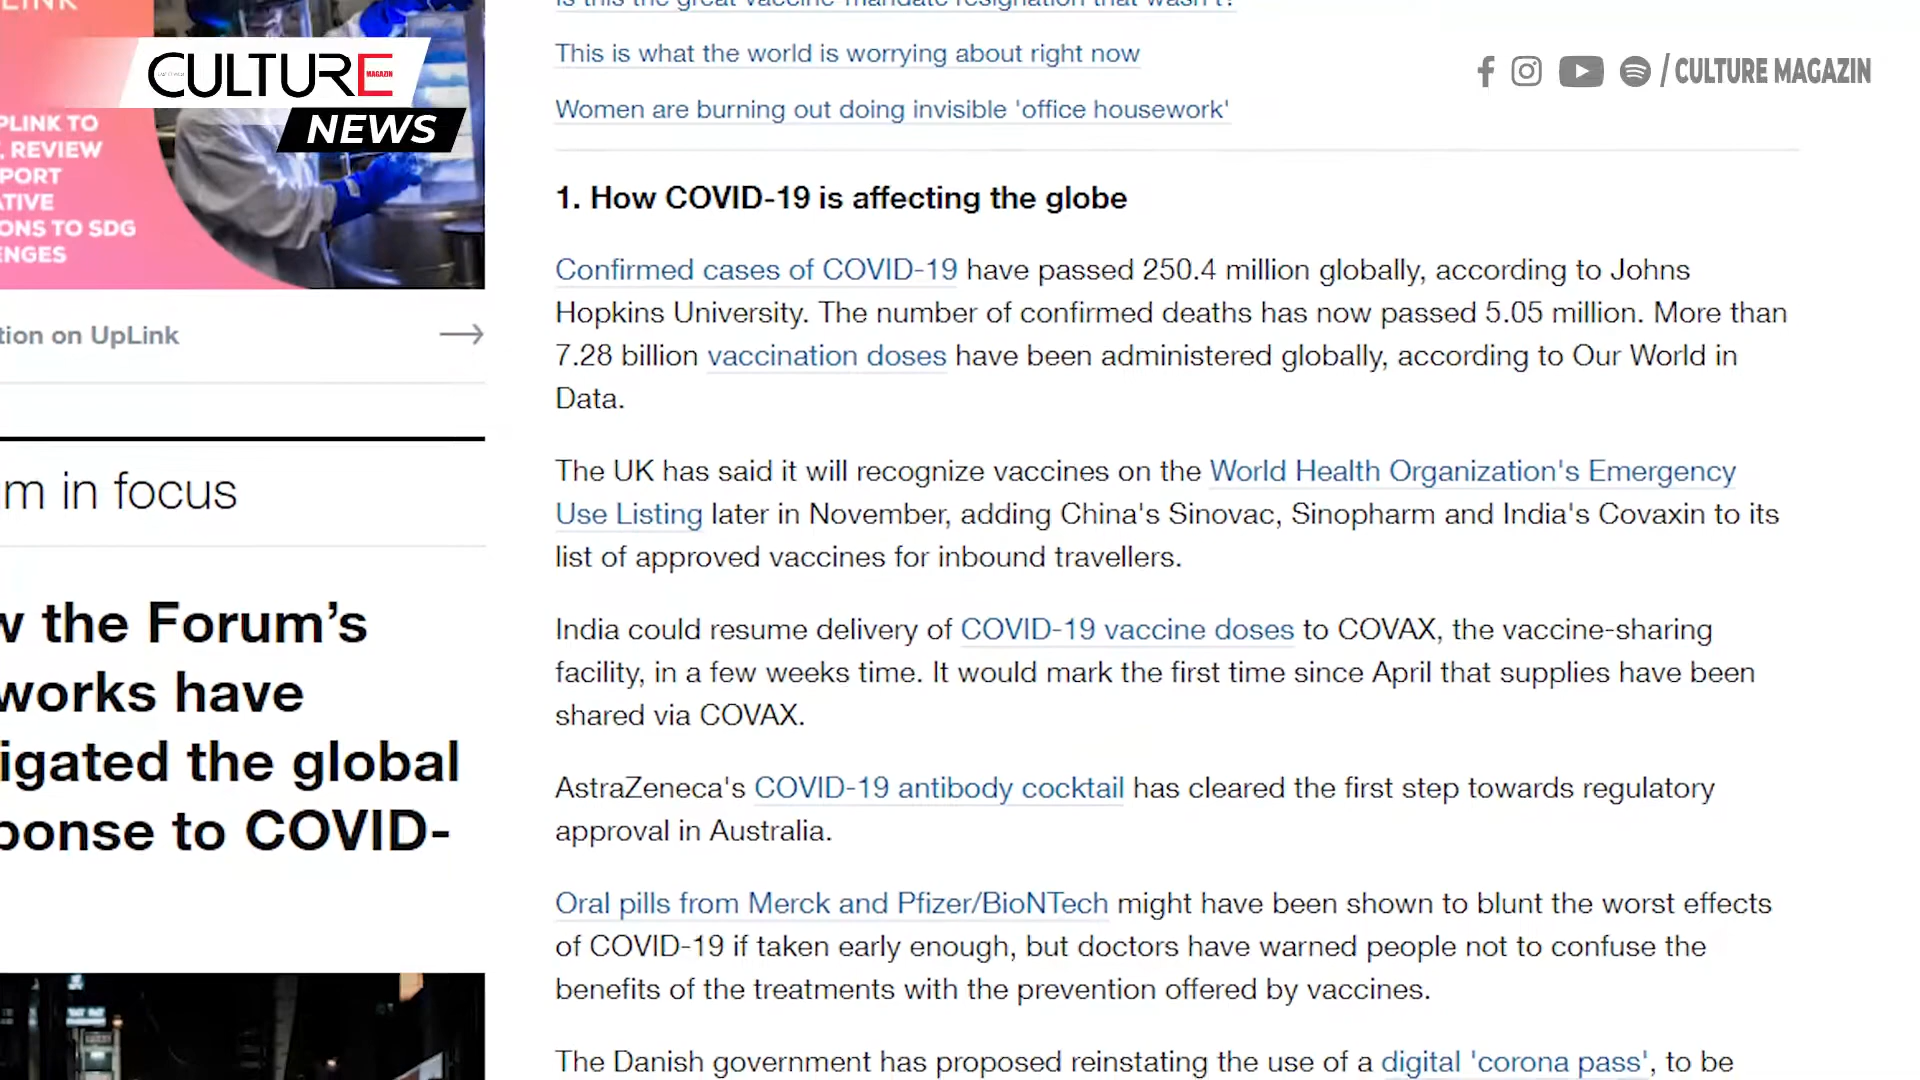 CULTURE
MAGAZIN
NEWS
/ CULTURE MAGAZIN
PLINK TO
, REVIEW
PORT
ATIVE
ONS TO SDG
ENGES
tion on UpLink
m in focus
w the Forum’s
works have
igated the global
ponse to COVID-
Is this the great vaccine-mandate resignation that wasn't?
This is what the world is worrying about right now
Women are burning out doing invisible 'office housework'
1. How COVID-19 is affecting the globe
Confirmed cases of COVID-19 have passed 250.4 million globally, according to Johns
Hopkins University. The number of confirmed deaths has now passed 5.05 million. More than
7.28 billion vaccination doses have been administered globally, according to Our World in
Data.
The UK has said it will recognize vaccines on the World Health Organization's Emergency
Use Listing later in November, adding China's Sinovac, Sinopharm and India's Covaxin to its
list of approved vaccines for inbound travellers.
India could resume delivery of COVID-19 vaccine doses to COVAX, the vaccine-sharing
facility, in a few weeks time. It would mark the first time since April that supplies have been
shared via COVAX.
AstraZeneca's COVID-19 antibody cocktail has cleared the first step towards regulatory
approval in Australia.
Oral pills from Merck and Pfizer/BioNTech might have been shown to blunt the worst effects
of COVID-19 if taken early enough, but doctors have warned people not to confuse the
benefits of the treatments with the prevention offered by vaccines.
The Danish government has proposed reinstating the use of a digital 'corona pass', to be